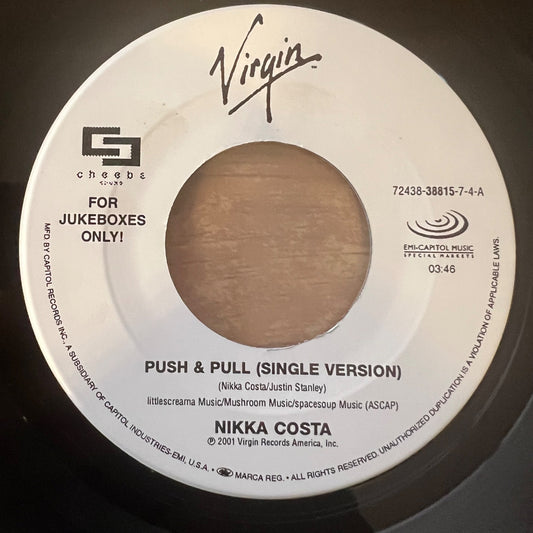 Virgin
cheeba
SOUND
FOR
JUKEBOXES
ONLY!
72438-38815-7-4-A
EMI-CAPITOL MUSIC
SPECIAL MARKETS
03:46
PUSH & PULL (SINGLE VERSION)
(Nikka Costa/Justin Stanley)
littlescreama Music/Mushroom Music/spacesoup Music (ASCAP)
NIKKA COSTA
℗ 2001 Virgin Records America, Inc.
MFD. BY CAPITOL RECORDS INC., A SUBSIDIARY OF CAPITOL INDUSTRIES-EMI, U.S.A. • MARCA REG. • ALL RIGHTS RESERVED. UNAUTHORIZED DUPLICATION IS A VIOLATION OF APPLICABLE LAWS.